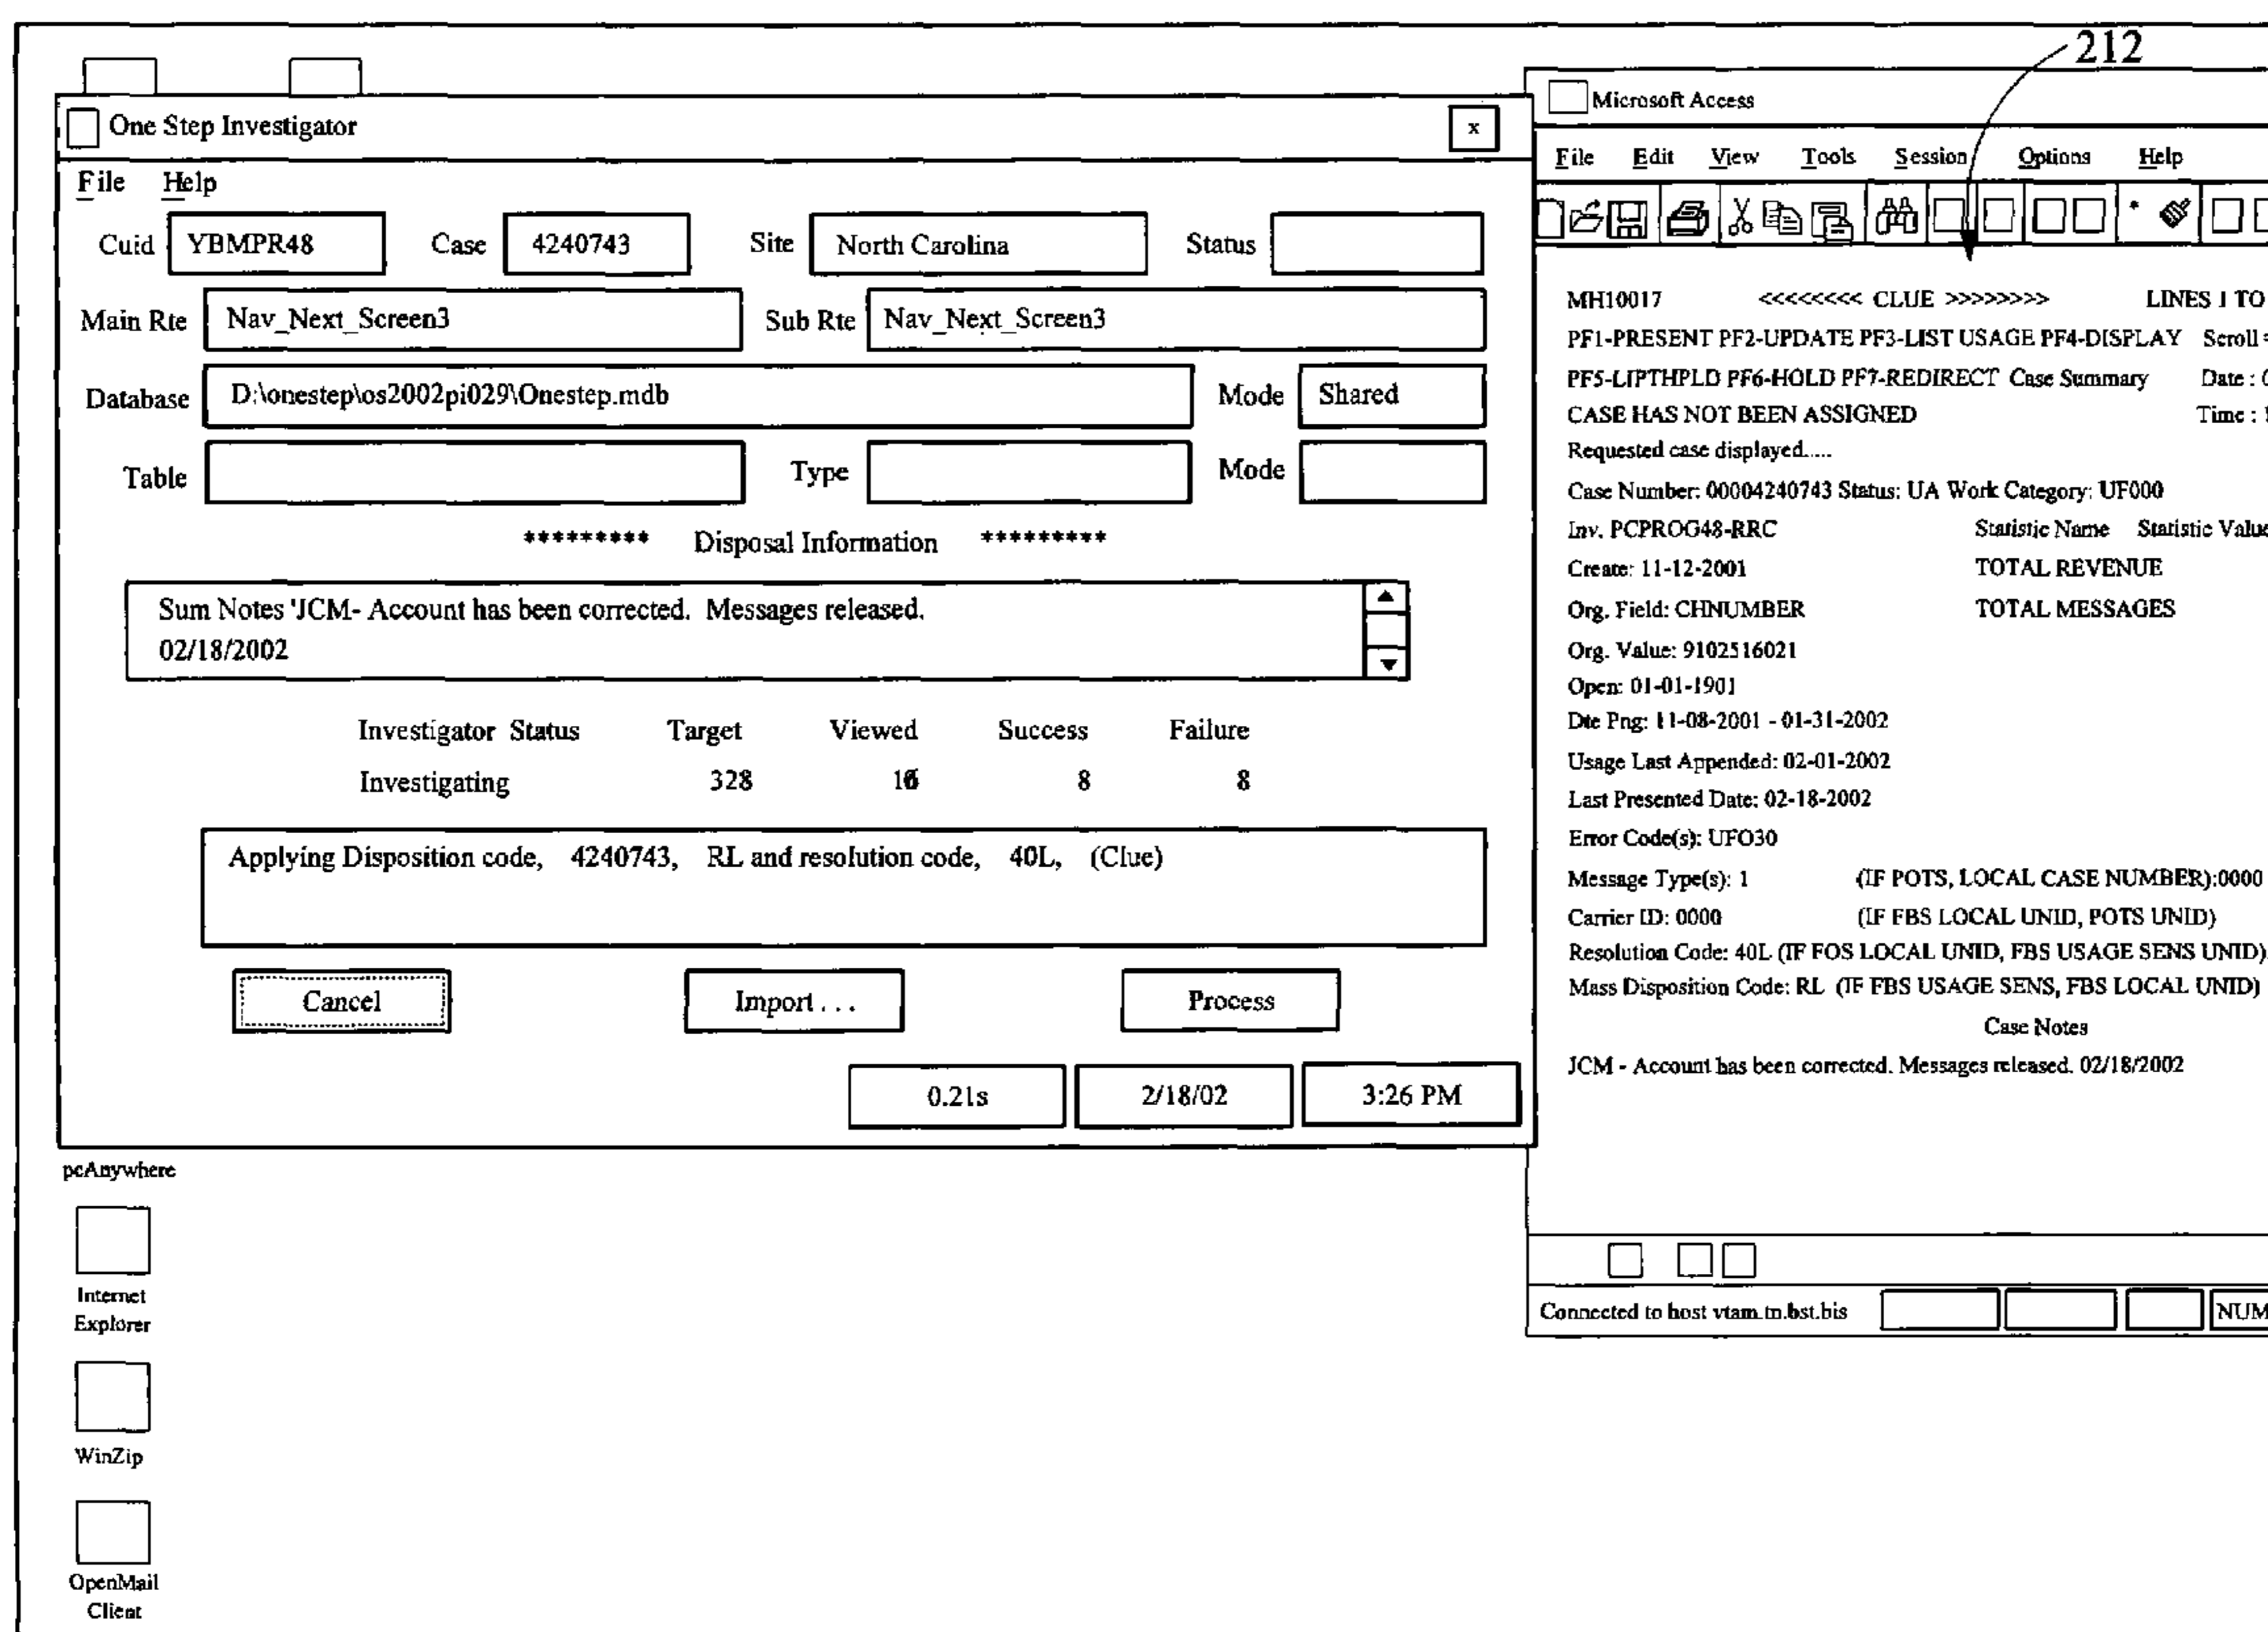 212
One Step Investigator x
File Help
Cuid YBMPR48 Case 4240743 Site North Carolina Status
Main Rte Nav_Next_Screen3 Sub Rte Nav_Next_Screen3
Database D:\onestep\os2002pi029\Onestep.mdb Mode Shared
Table Type Mode
********* Disposal Information *********
Sum Notes 'JCM- Account has been corrected. Messages released.
02/18/2002
Investigator Status Target Viewed Success Failure
Investigating 328 8 8
Applying Disposition code, 4240743, RL and resolution code, 40L, (Clue)
Cancel Import . . . Process
0.21s 2/18/02 3:26 PM
Microsoft Access
File Edit View Tools Session Options Help
MH10017 <<<<<<<< CLUE >>>>>>>> LINES 1 TO
PF1-PRESENT PF2-UPDATE PF3-LIST USAGE PF4-DISPLAY Scroll =
PF5-LIPTHPLD PF6-HOLD PF7-REDIRECT Case Summary Date :
CASE HAS NOT BEEN ASSIGNED Time :
Requested case displayed.....
Case Number: 00004240743 Status: UA Work Category: UF000
Inv. PCPROG48-RRC Statistic Name Statistic Value
Create: 11-12-2001 TOTAL REVENUE
Org. Field: CHNUMBER TOTAL MESSAGES
Org. Value: 9102516021
Open: 01-01-1901
Dte Png: 11-08-2001 - 01-31-2002
Usage Last Appended: 02-01-2002
Last Presented Date: 02-18-2002
Error Code(s): UFO30
Message Type(s): 1 (IF POTS, LOCAL CASE NUMBER):0000
Carrier ID: 0000 (IF FBS LOCAL UNID, POTS UNID)
Resolution Code: 40L (IF FOS LOCAL UNID, FBS USAGE SENS UNID)
Mass Disposition Code: RL (IF FBS USAGE SENS, FBS LOCAL UNID)
Case Notes
JCM - Account has been corrected. Messages released. 02/18/2002
Connected to host vtam.tn.bst.bis NUM
pcAnywhere
Internet
Explorer
WinZip
OpenMail
Client